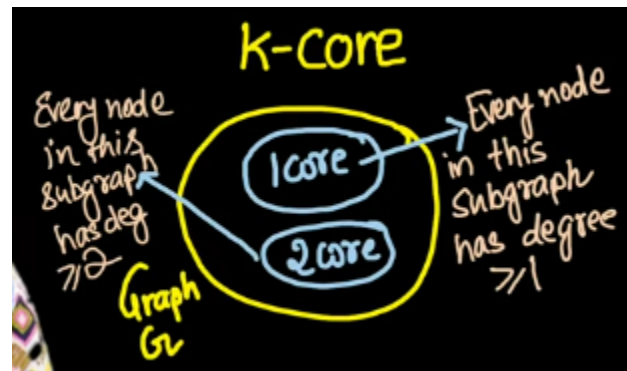 K-Core
Every node
in this
subgraph
has deg
≥2
1core
2core
Every node
in this
subgraph
has degree
≥1
Graph
G